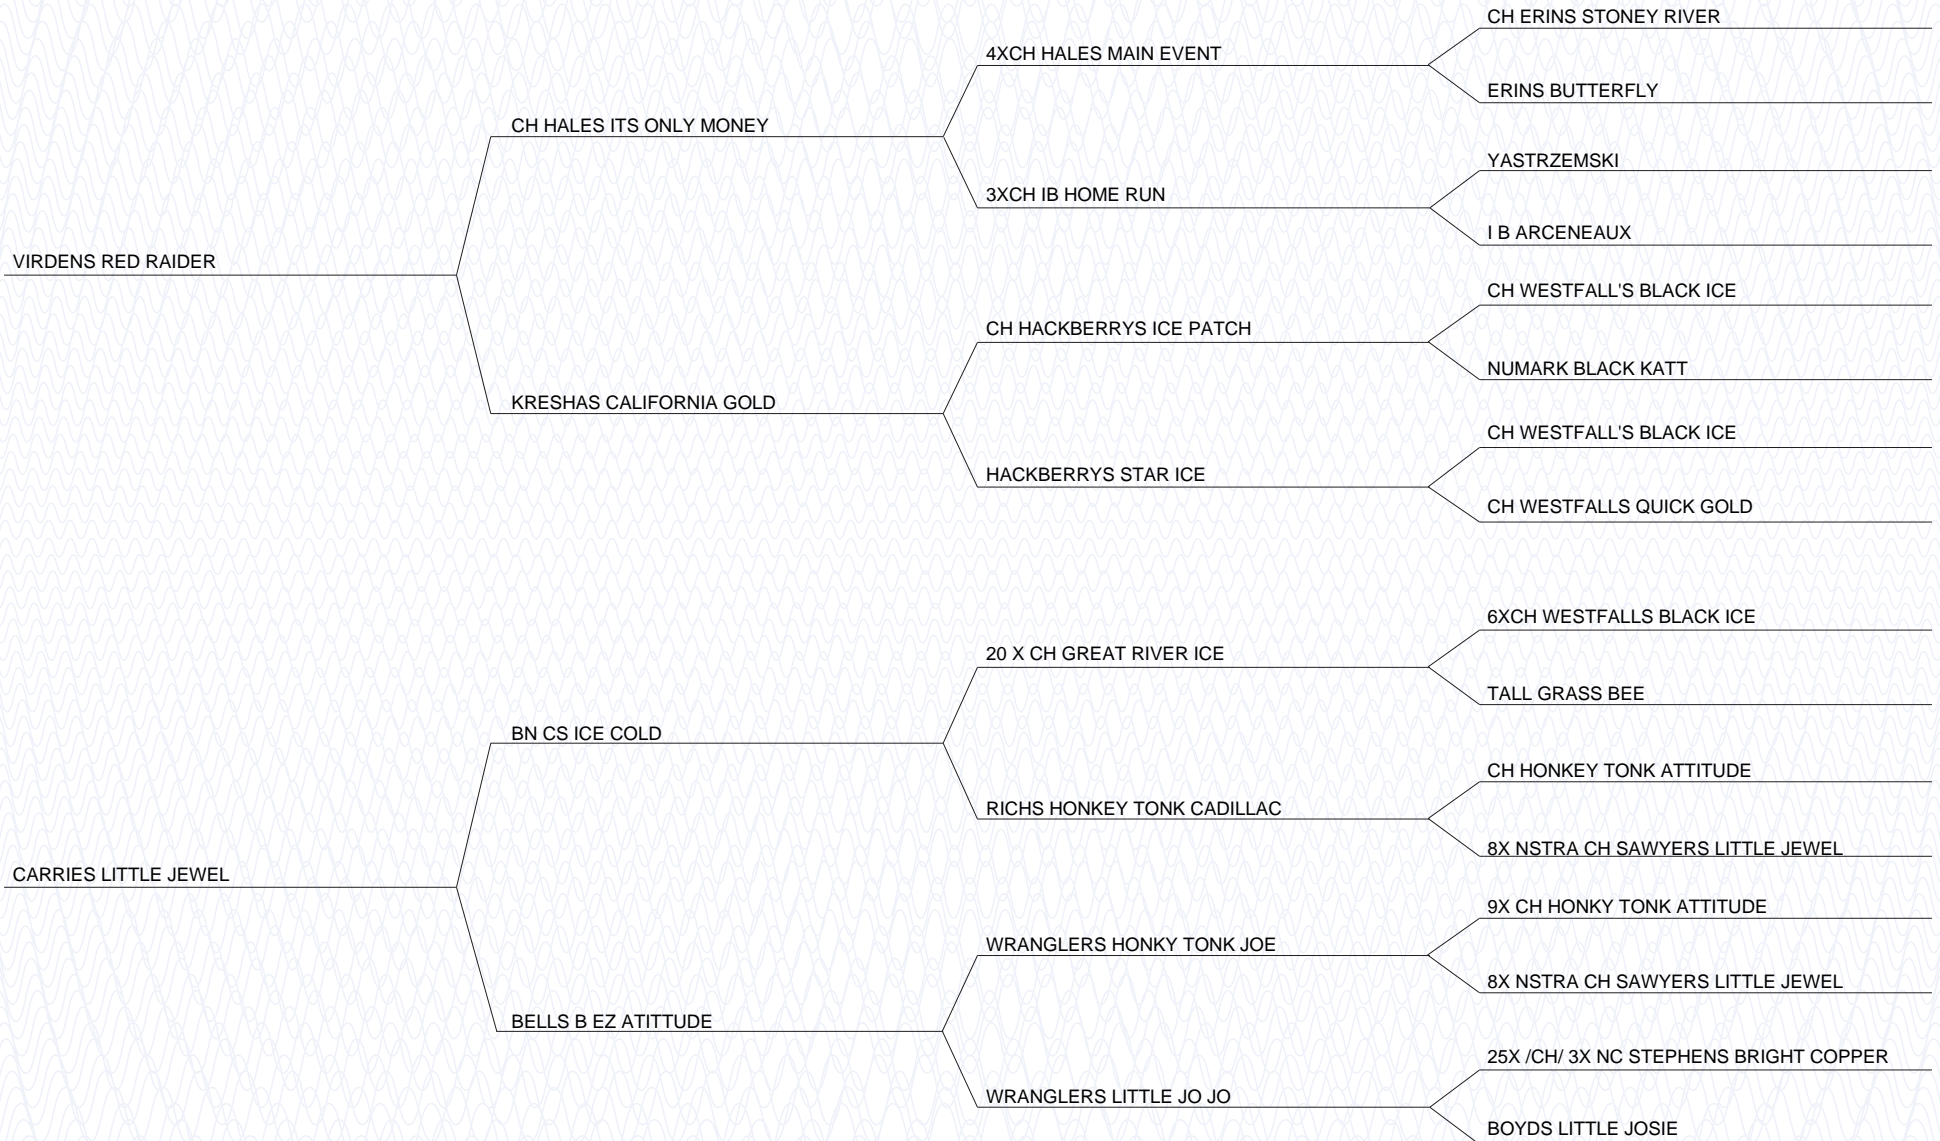 CH ERINS STONEY RIVER
4XCH HALES MAIN EVENT
ERINS BUTTERFLY
CH HALES ITS ONLY MONEY
YASTRZEMSKI
3XCH IB HOME RUN
I B ARCENEAUX
VIRDENS RED RAIDER
CH WESTFALL'S BLACK ICE
CH HACKBERRYS ICE PATCH
NUMARK BLACK KATT
KRESHAS CALIFORNIA GOLD
CH WESTFALL'S BLACK ICE
HACKBERRYS STAR ICE
CH WESTFALLS QUICK GOLD
6XCH WESTFALLS BLACK ICE
20 X CH GREAT RIVER ICE
TALL GRASS BEE
BN CS ICE COLD
CH HONKEY TONK ATTITUDE
RICHS HONKEY TONK CADILLAC
8X NSTRA CH SAWYERS LITTLE JEWEL
CARRIES LITTLE JEWEL
9X CH HONKY TONK ATTITUDE
WRANGLERS HONKY TONK JOE
8X NSTRA CH SAWYERS LITTLE JEWEL
BELLS B EZ ATITTUDE
25X /CH/ 3X NC STEPHENS BRIGHT COPPER
WRANGLERS LITTLE JO JO
BOYDS LITTLE JOSIE